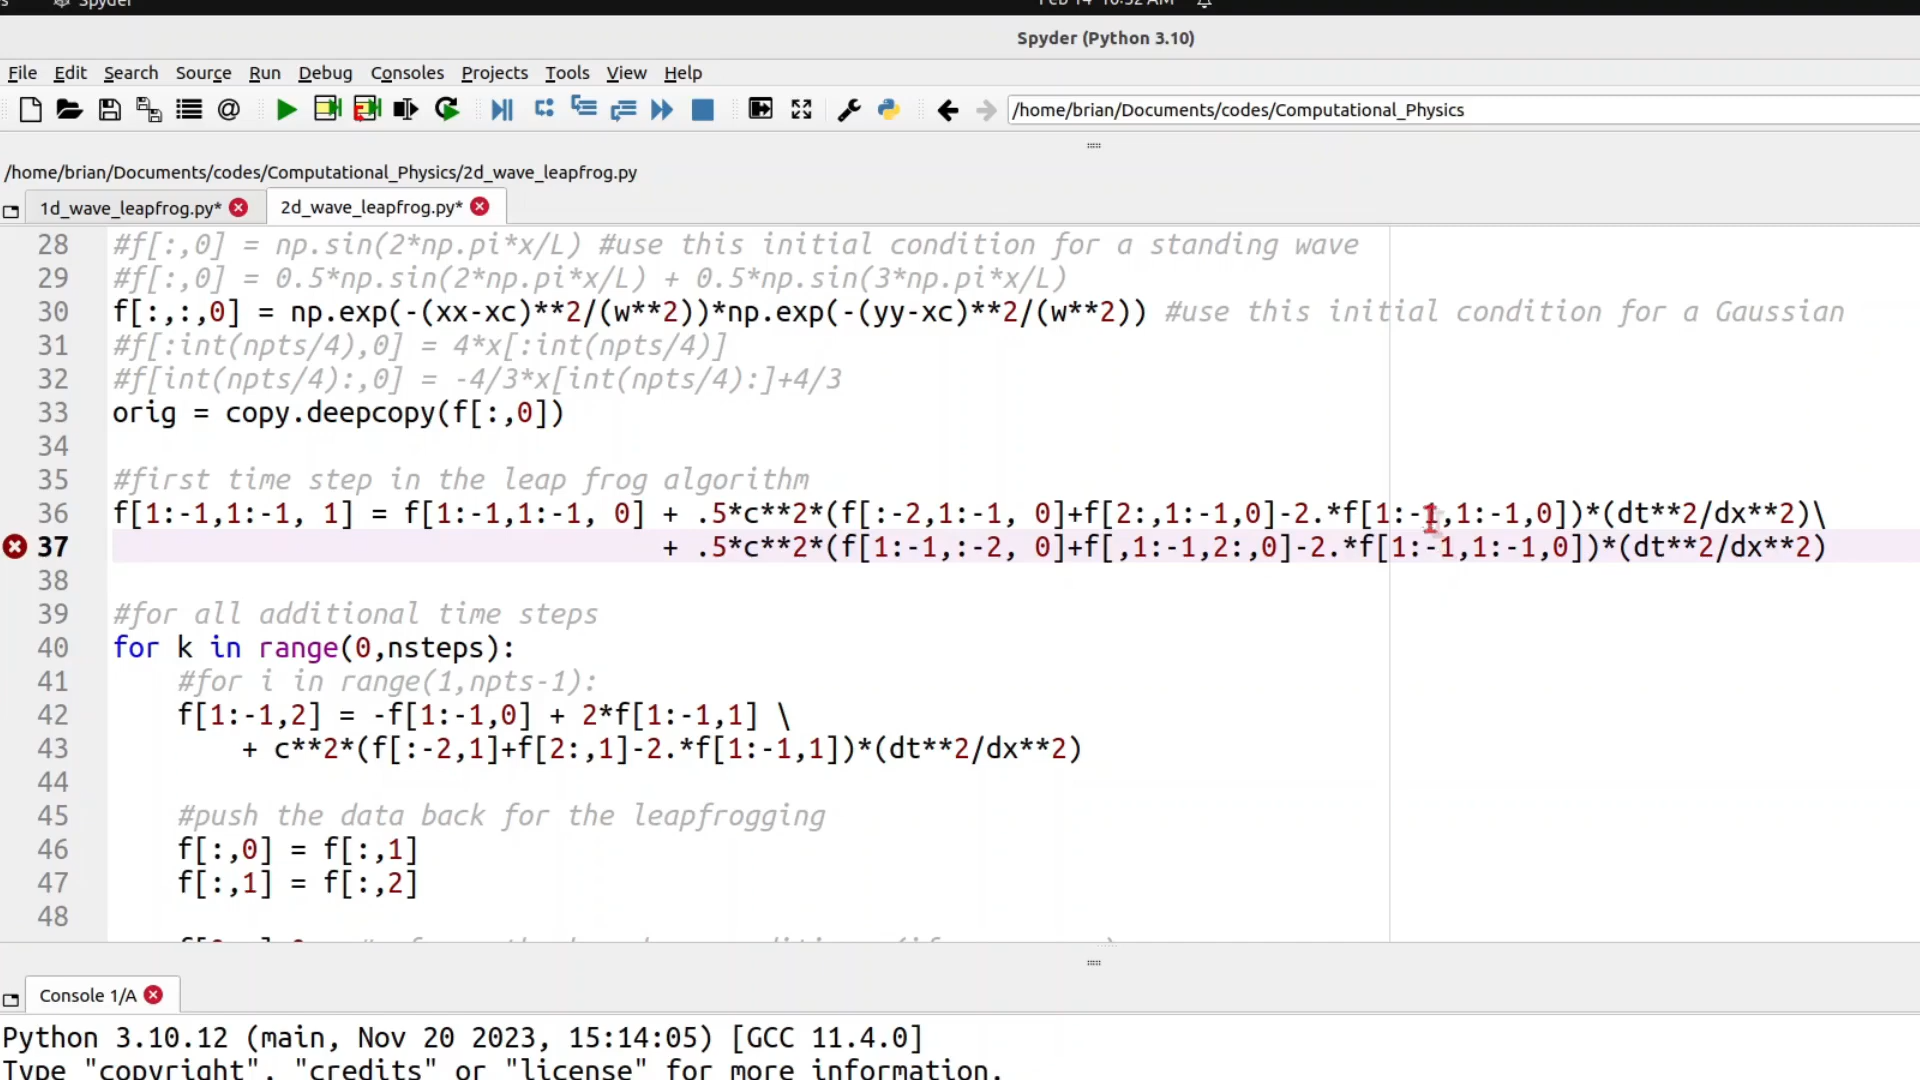 Spyder
Feb 14 10:52 AM
Spyder (Python 3.10)
File Edit Search Source Run Debug Consoles Projects Tools View Help
/home/brian/Documents/codes/Computational_Physics
/home/brian/Documents/codes/Computational_Physics/2d_wave_leapfrog.py
1d_wave_leapfrog.py* 2d_wave_leapfrog.py*
28 #f[:,0] = np.sin(2*np.pi*x/L) #use this initial condition for a standing wave
29 #f[:,0] = 0.5*np.sin(2*np.pi*x/L) + 0.5*np.sin(3*np.pi*x/L)
30 f[:,:,0] = np.exp(-(xx-xc)**2/(w**2))*np.exp(-(yy-xc)**2/(w**2)) #use this initial condition for a Gaussian
31 #f[:int(npts/4),0] = 4*x[:int(npts/4)]
32 #f[int(npts/4):,0] = -4/3*x[int(npts/4):]+4/3
33 orig = copy.deepcopy(f[:,0])
34
35 #first time step in the leap frog algorithm
36 f[1:-1,1:-1, 1] = f[1:-1,1:-1, 0] + .5*c**2*(f[:-2,1:-1, 0]+f[2:,1:-1,0]-2.*f[1:-1,1:-1,0])*(dt**2/dx**2)\
37 + .5*c**2*(f[1:-1,:-2, 0]+f[,1:-1,2:,0]-2.*f[1:-1,1:-1,0])*(dt**2/dx**2)
38
39 #for all additional time steps
40 for k in range(0,nsteps):
41 #for i in range(1,npts-1):
42 f[1:-1,2] = -f[1:-1,0] + 2*f[1:-1,1] \
43 + c**2*(f[:-2,1]+f[2:,1]-2.*f[1:-1,1])*(dt**2/dx**2)
44
45 #push the data back for the leapfrogging
46 f[:,0] = f[:,1]
47 f[:,1] = f[:,2]
48
Console 1/A
Python 3.10.12 (main, Nov 20 2023, 15:14:05) [GCC 11.4.0]
Type "copyright", "credits" or "license" for more information.